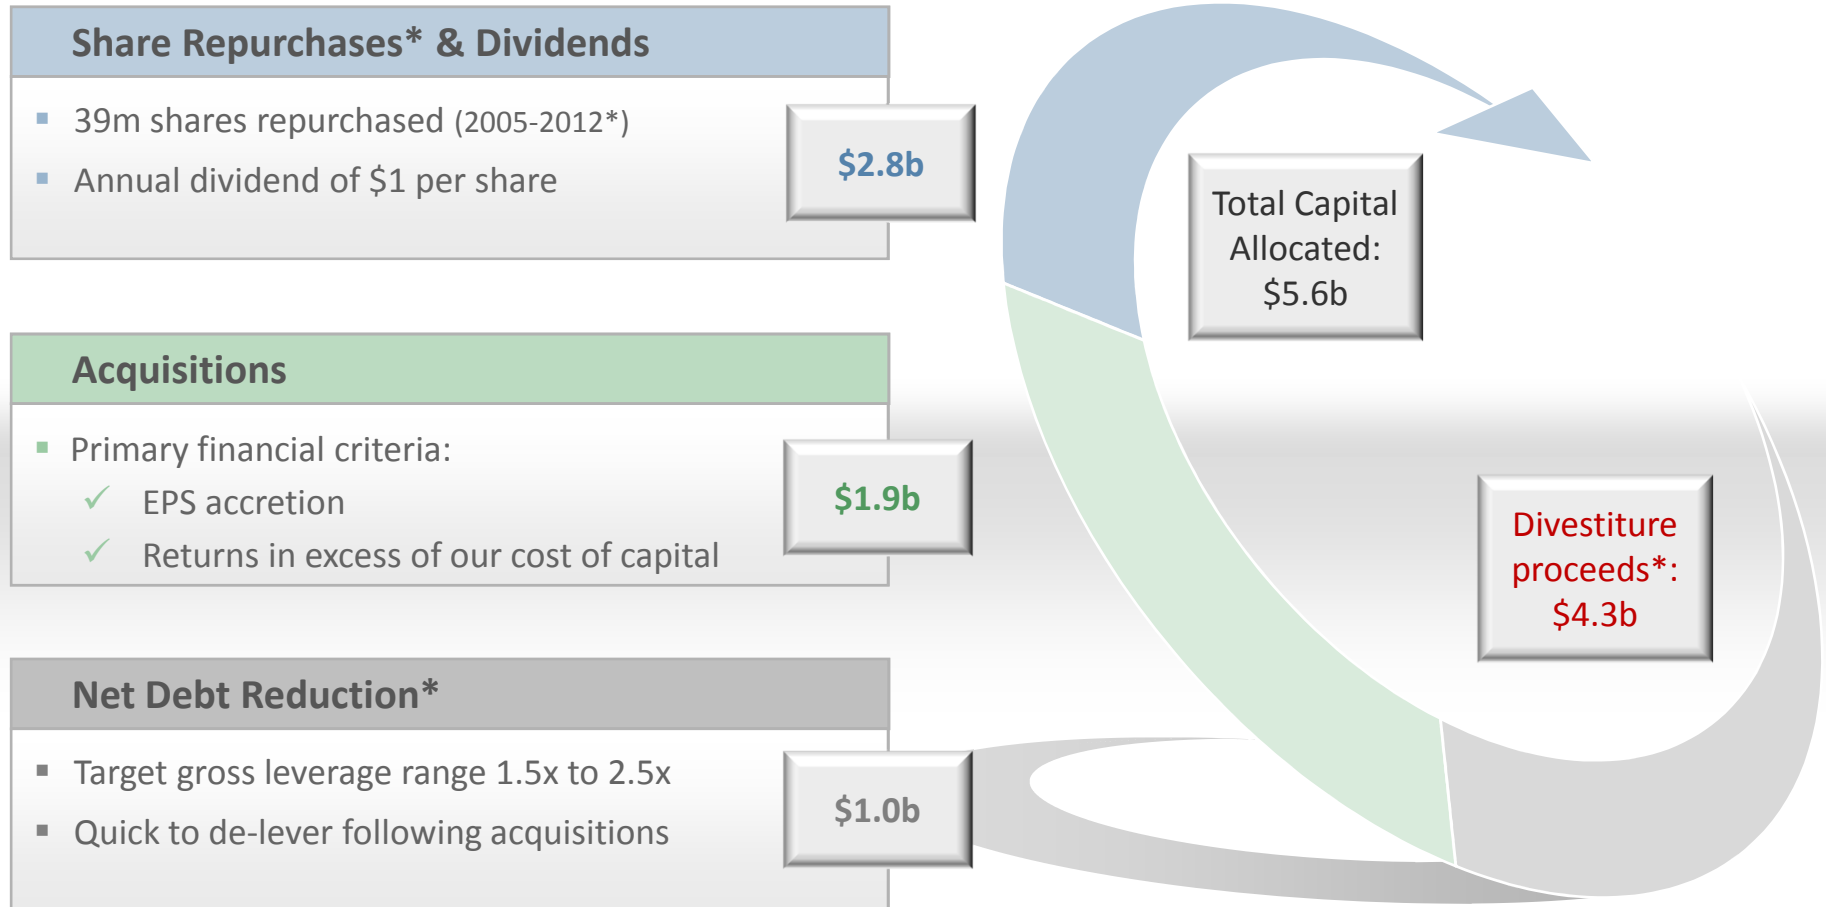 Share Repurchases* & Dividends
▪ 39m shares repurchased (2005-2012*)
▪ Annual dividend of $1 per share
$2.8b
Total Capital
Allocated:
$5.6b
Acquisitions
▪ Primary financial criteria:
✓ EPS accretion
✓ Returns in excess of our cost of capital
$1.9b
Divestiture
proceeds*:
$4.3b
Net Debt Reduction*
▪ Target gross leverage range 1.5x to 2.5x
▪ Quick to de-lever following acquisitions
$1.0b